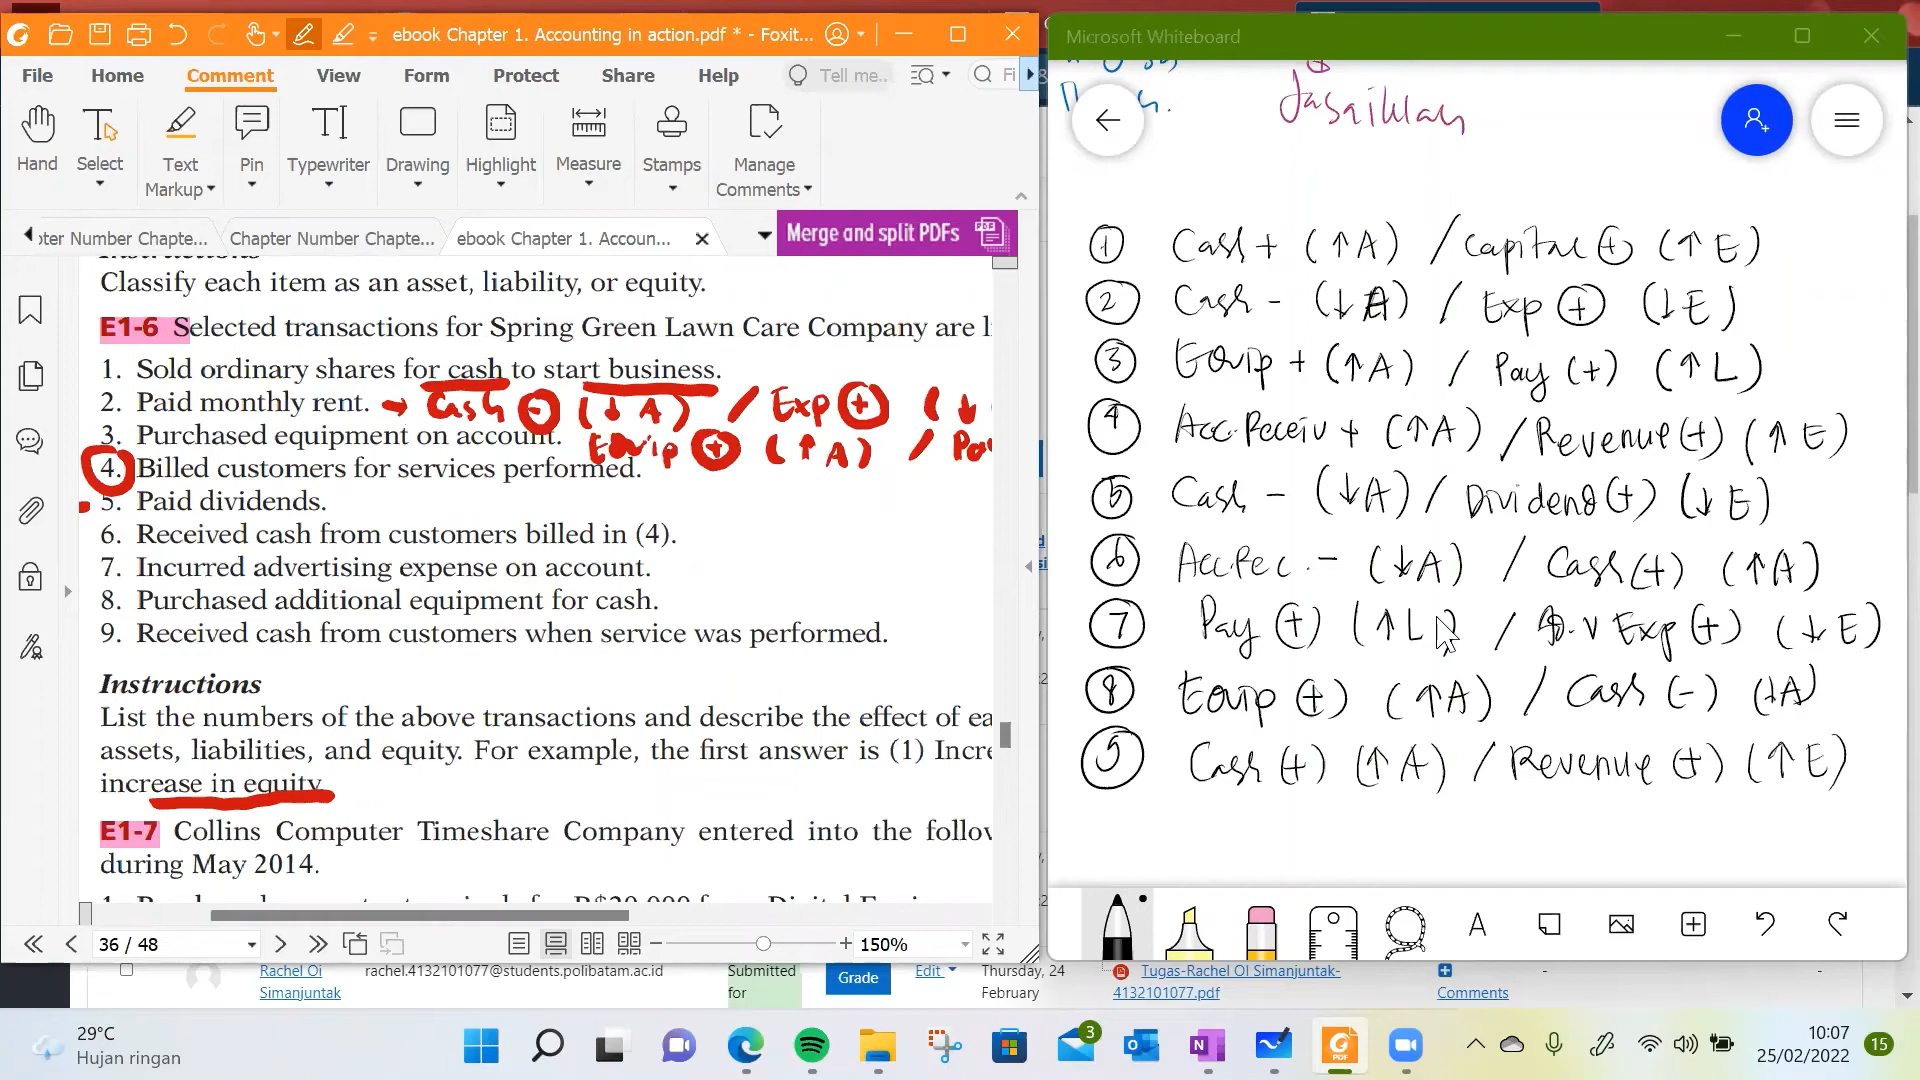 ebook Chapter 1. Accounting in action.pdf * - Foxit...
File Home Comment View Form Protect Share Help Tell me.. Fi
Hand Select Text Markup Pin Typewriter Drawing Highlight Measure Stamps Manage Comments
ter Number Chapte... Chapter Number Chapte... ebook Chapter 1. Accoun... Merge and split PDFs
Classify each item as an asset, liability, or equity.
E1-6 Selected transactions for Spring Green Lawn Care Company are li
1. Sold ordinary shares for cash to start business.
2. Paid monthly rent. → Cash - (↓ A) / Exp + (↓
3. Purchased equipment on account. Equip + (↑ A) / Pa
4. Billed customers for services performed.
5. Paid dividends.
6. Received cash from customers billed in (4).
7. Incurred advertising expense on account.
8. Purchased additional equipment for cash.
9. Received cash from customers when service was performed.
Instructions
List the numbers of the above transactions and describe the effect of ea
assets, liabilities, and equity. For example, the first answer is (1) Incre
increase in equity
E1-7 Collins Computer Timeshare Company entered into the follow
during May 2014.
36 / 48 150%
Microsoft Whiteboard
1 Cash + (↑A) / Capital + (↑E)
2 Cash - (↓A) / Exp + (↓E)
3 Equip + (↑A) / Pay (+) (↑L)
4 Acc.Receiv + (↑A) / Revenue (+) (↑E)
5 Cash - (↓A) / Dividend (+) (↓E)
6 Acc Rec. - (↓A) / Cash (+) (↑A)
7 Pay (+) (↑L) / Adv Exp (+) (↓E)
8 Equip (+) (↑A) / Cash (-) (↓A)
9 Cash (+) (↑A) / Revenue (+) (↑E)
A
Rachel Oi Simanjuntak rachel.4132101077@students.polibatam.ac.id Submitted for Grade Edit Thursday, 24 February Tugas-Rachel OI Simanjuntak-4132101077.pdf Comments - -
29°C
Hujan ringan
3
10:07
25/02/2022
15